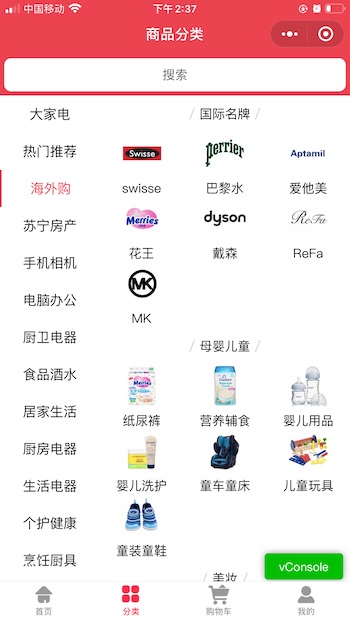 中国移动
下午 2:37
商品分类
搜索
大家电
热门推荐
海外购
苏宁房产
手机相机
电脑办公
厨卫电器
食品酒水
居家生活
厨房电器
生活电器
个护健康
烹饪厨具
/ 国际名牌 /
Swisse
perrier
Aptamil
swisse
巴黎水
爱他美
Merries
dyson
ReFa
花王
戴森
ReFa
MK
MK
/ 母婴儿童 /
Merries
纸尿裤
营养辅食
婴儿用品
婴儿洗护
童车童床
儿童玩具
童装童鞋
/ 美妆 /
vConsole
首页
分类
购物车
我的